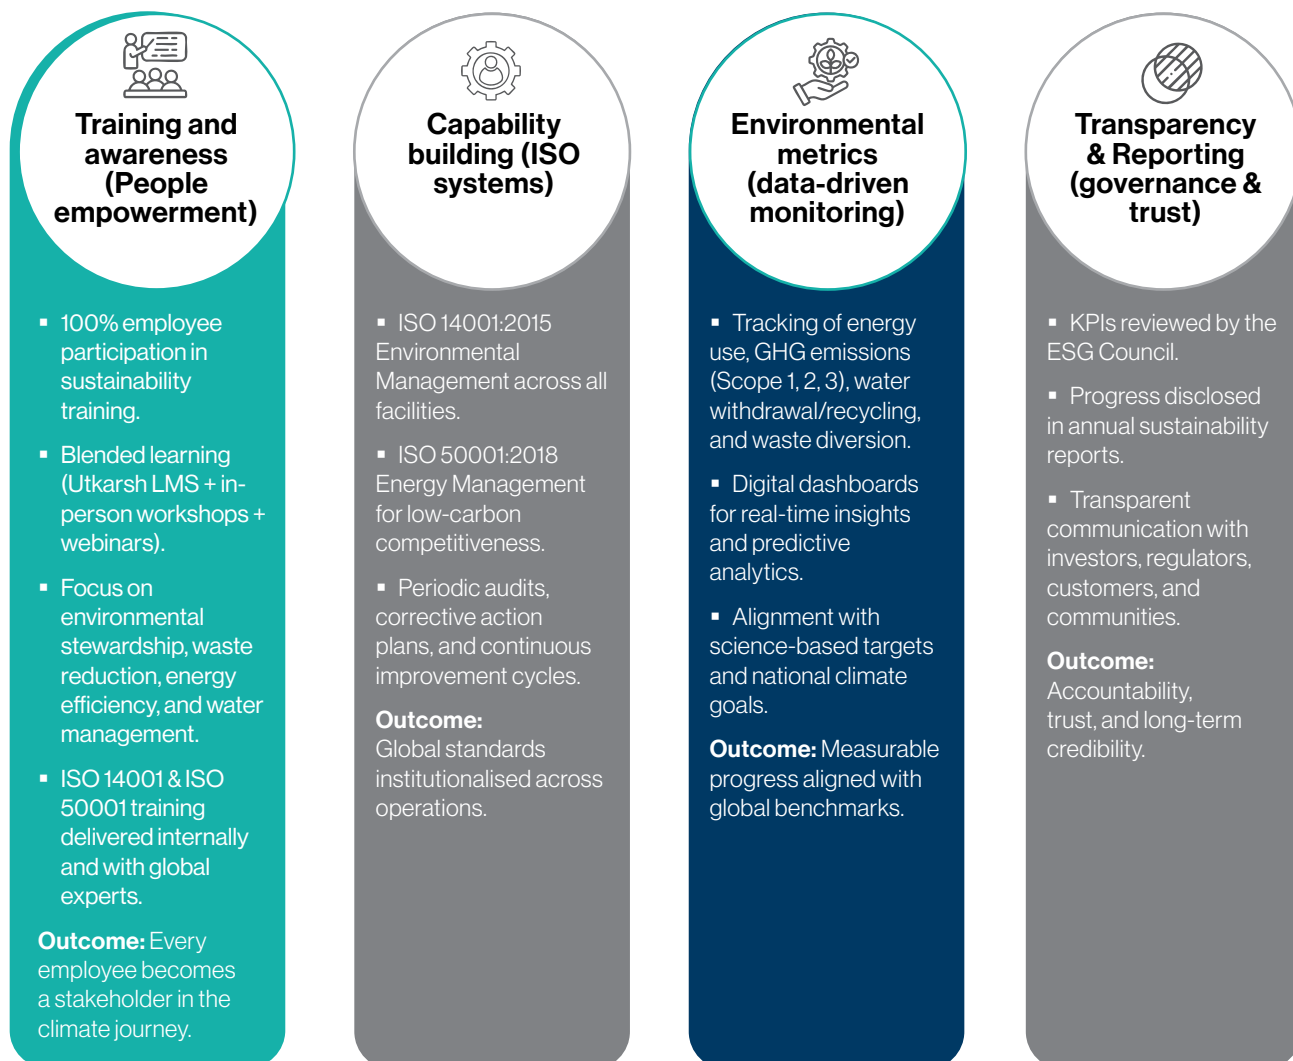 Training and
awareness
(People
empowerment)
▪ 100% employee
participation in
sustainability
training.
▪ Blended learning
(Utkarsh LMS + in-
person workshops +
webinars).
▪ Focus on
environmental
stewardship, waste
reduction, energy
efficiency, and water
management.
▪ ISO 14001 & ISO
50001 training
delivered internally
and with global
experts.
Outcome: Every
employee becomes
a stakeholder in the
climate journey.
Capability
building (ISO
systems)
▪ ISO 14001:2015
Environmental
Management across all
facilities.
▪ ISO 50001:2018
Energy Management
for low-carbon
competitiveness.
▪ Periodic audits,
corrective action
plans, and continuous
improvement cycles.
Outcome:
Global standards
institutionalised across
operations.
Environmental
metrics
(data-driven
monitoring)
▪ Tracking of energy
use, GHG emissions
(Scope 1, 2, 3), water
withdrawal/recycling,
and waste diversion.
▪ Digital dashboards
for real-time insights
and predictive
analytics.
▪ Alignment with
science-based targets
and national climate
goals.
Outcome: Measurable
progress aligned with
global benchmarks.
Transparency
& Reporting
(governance &
trust)
▪ KPIs reviewed by the
ESG Council.
▪ Progress disclosed
in annual sustainability
reports.
▪ Transparent
communication with
investors, regulators,
customers, and
communities.
Outcome:
Accountability,
trust, and long-term
credibility.